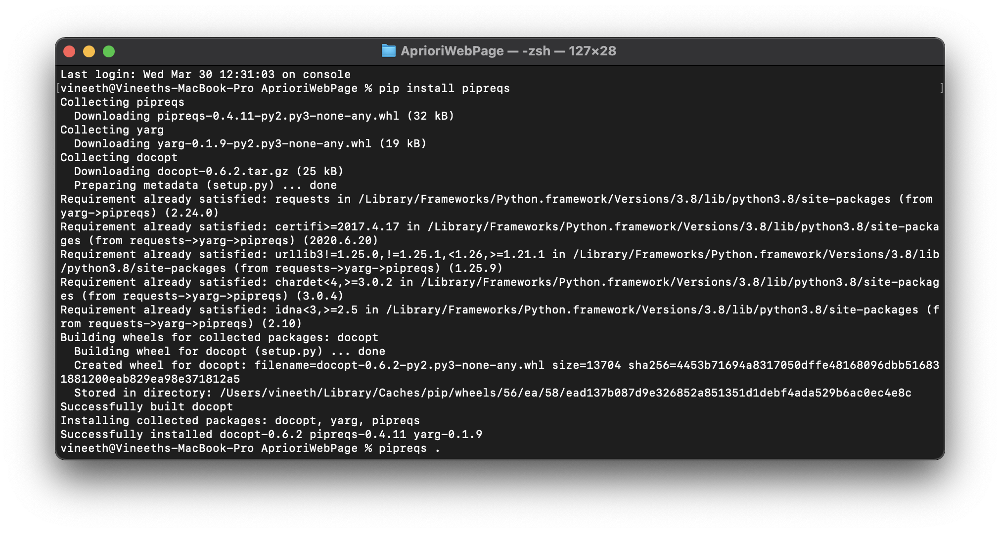 AprioriWebPage — -zsh — 127×28
Last login: Wed Mar 30 12:31:03 on console
[vineeth@Vineeths-MacBook-Pro AprioriWebPage % pip install pipreqs ]
Collecting pipreqs
  Downloading pipreqs-0.4.11-py2.py3-none-any.whl (32 kB)
Collecting yarg
  Downloading yarg-0.1.9-py2.py3-none-any.whl (19 kB)
Collecting docopt
  Downloading docopt-0.6.2.tar.gz (25 kB)
  Preparing metadata (setup.py) ... done
Requirement already satisfied: requests in /Library/Frameworks/Python.framework/Versions/3.8/lib/python3.8/site-packages (from
yarg->pipreqs) (2.24.0)
Requirement already satisfied: certifi>=2017.4.17 in /Library/Frameworks/Python.framework/Versions/3.8/lib/python3.8/site-packa
ges (from requests->yarg->pipreqs) (2020.6.20)
Requirement already satisfied: urllib3!=1.25.0,!=1.25.1,<1.26,>=1.21.1 in /Library/Frameworks/Python.framework/Versions/3.8/lib
/python3.8/site-packages (from requests->yarg->pipreqs) (1.25.9)
Requirement already satisfied: chardet<4,>=3.0.2 in /Library/Frameworks/Python.framework/Versions/3.8/lib/python3.8/site-packag
es (from requests->yarg->pipreqs) (3.0.4)
Requirement already satisfied: idna<3,>=2.5 in /Library/Frameworks/Python.framework/Versions/3.8/lib/python3.8/site-packages (f
rom requests->yarg->pipreqs) (2.10)
Building wheels for collected packages: docopt
  Building wheel for docopt (setup.py) ... done
  Created wheel for docopt: filename=docopt-0.6.2-py2.py3-none-any.whl size=13704 sha256=4453b71694a8317050dffe48168096dbb51683
1881200eab829ea98e371812a5
  Stored in directory: /Users/vineeth/Library/Caches/pip/wheels/56/ea/58/ead137b087d9e326852a851351d1debf4ada529b6ac0ec4e8c
Successfully built docopt
Installing collected packages: docopt, yarg, pipreqs
Successfully installed docopt-0.6.2 pipreqs-0.4.11 yarg-0.1.9
vineeth@Vineeths-MacBook-Pro AprioriWebPage % pipreqs .